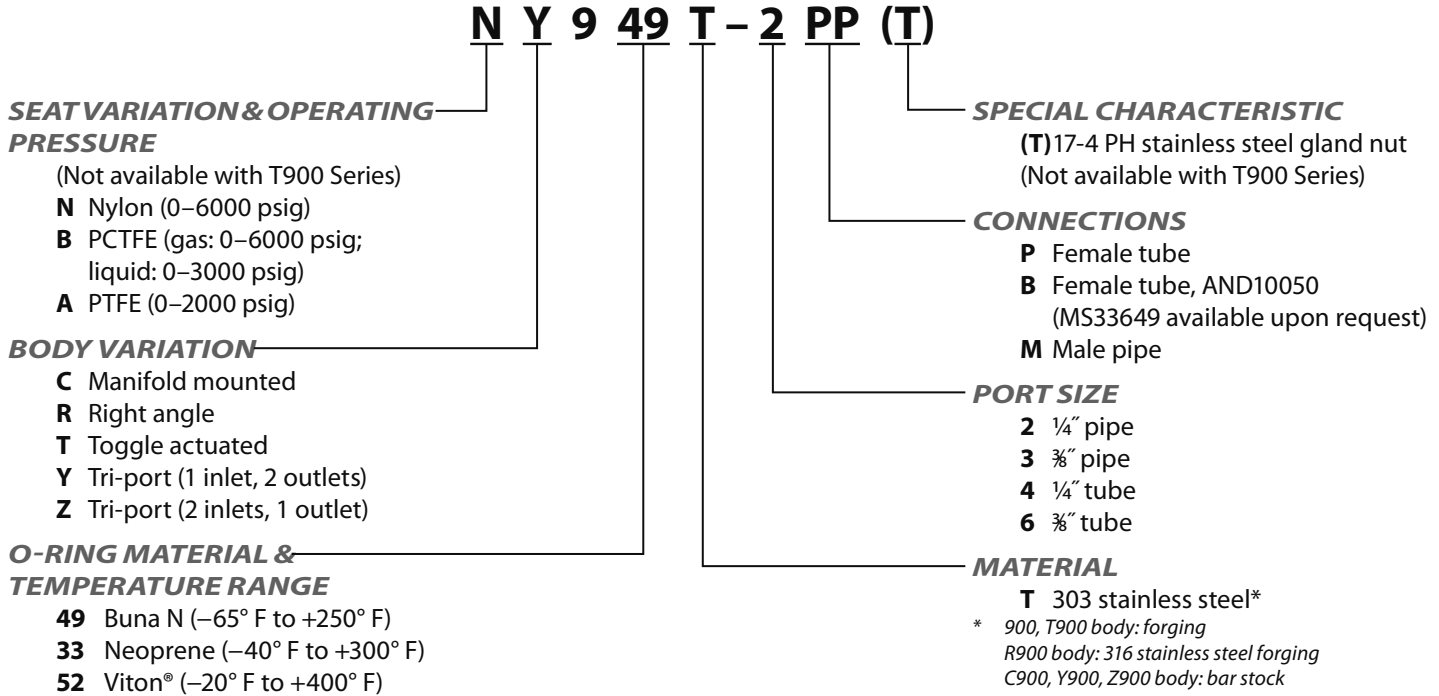 N Y 9 49 T – 2 PP (T)
SEAT VARIATION & OPERATING
PRESSURE
(Not available with T900 Series)
N Nylon (0–6000 psig)
B PCTFE (gas: 0–6000 psig;
liquid: 0–3000 psig)
A PTFE (0–2000 psig)
BODY VARIATION
C Manifold mounted
R Right angle
T Toggle actuated
Y Tri-port (1 inlet, 2 outlets)
Z Tri-port (2 inlets, 1 outlet)
O-RING MATERIAL &
TEMPERATURE RANGE
49 Buna N (−65° F to +250° F)
33 Neoprene (−40° F to +300° F)
52 Viton® (−20° F to +400° F)
SPECIAL CHARACTERISTIC
(T) 17-4 PH stainless steel gland nut
(Not available with T900 Series)
CONNECTIONS
P Female tube
B Female tube, AND10050
(MS33649 available upon request)
M Male pipe
PORT SIZE
2 ¼˝ pipe
3 ⅜˝ pipe
4 ¼˝ tube
6 ⅜˝ tube
MATERIAL
T 303 stainless steel*
* 900, T900 body: forging
R900 body: 316 stainless steel forging
C900, Y900, Z900 body: bar stock